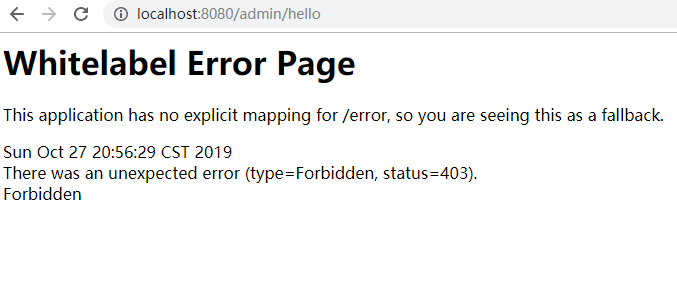 localhost:8080/admin/hello
Whitelabel Error Page
This application has no explicit mapping for /error, so you are seeing this as a fallback.
Sun Oct 27 20:56:29 CST 2019
There was an unexpected error (type=Forbidden, status=403).
Forbidden